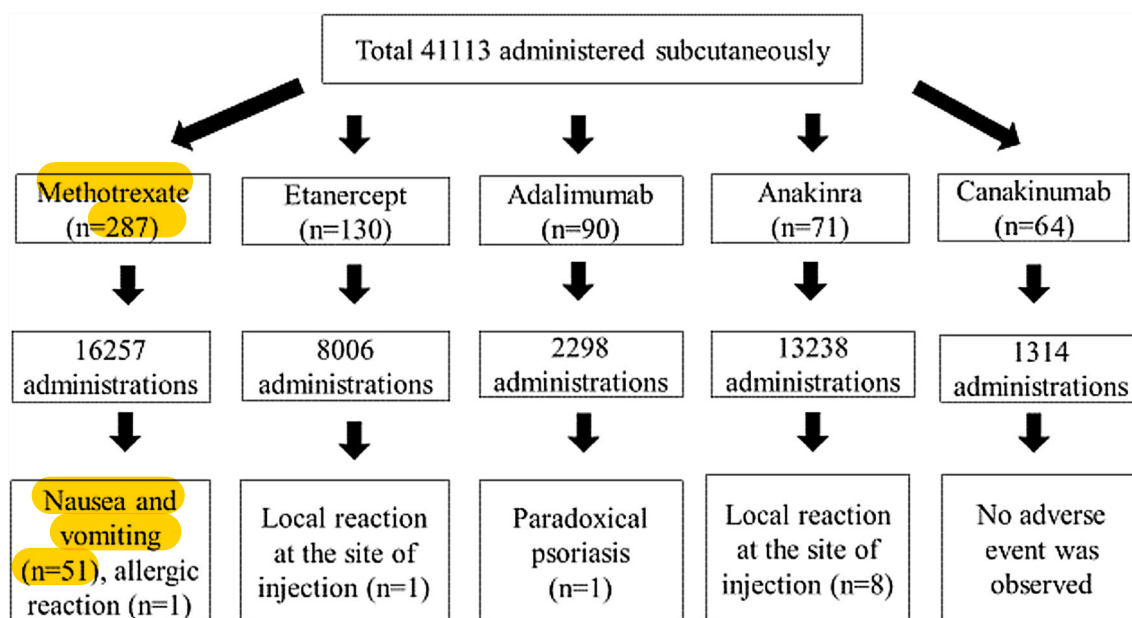 Total 41113 administered subcutaneously
Methotrexate
(n=287)
Etanercept
(n=130)
Adalimumab
(n=90)
Anakinra
(n=71)
Canakinumab
(n=64)
16257
administrations
8006
administrations
2298
administrations
13238
administrations
1314
administrations
Nausea and
vomiting
(n=51), allergic
reaction (n=1)
Local reaction
at the site of
injection (n=1)
Paradoxical
psoriasis
(n=1)
Local reaction
at the site of
injection (n=8)
No adverse
event was
observed